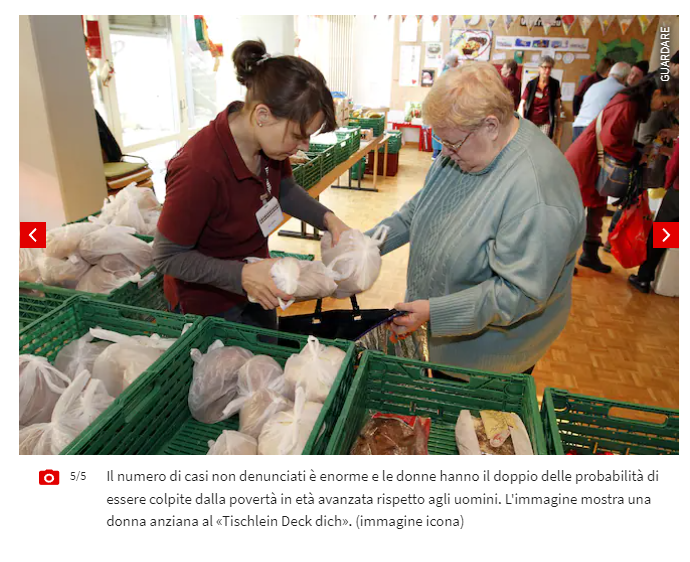 GUARDARE
5/5
Il numero di casi non denunciati è enorme e le donne hanno il doppio delle probabilità di
essere colpite dalla povertà in età avanzata rispetto agli uomini. L'immagine mostra una
donna anziana al «Tischlein Deck dich». (immagine icona)